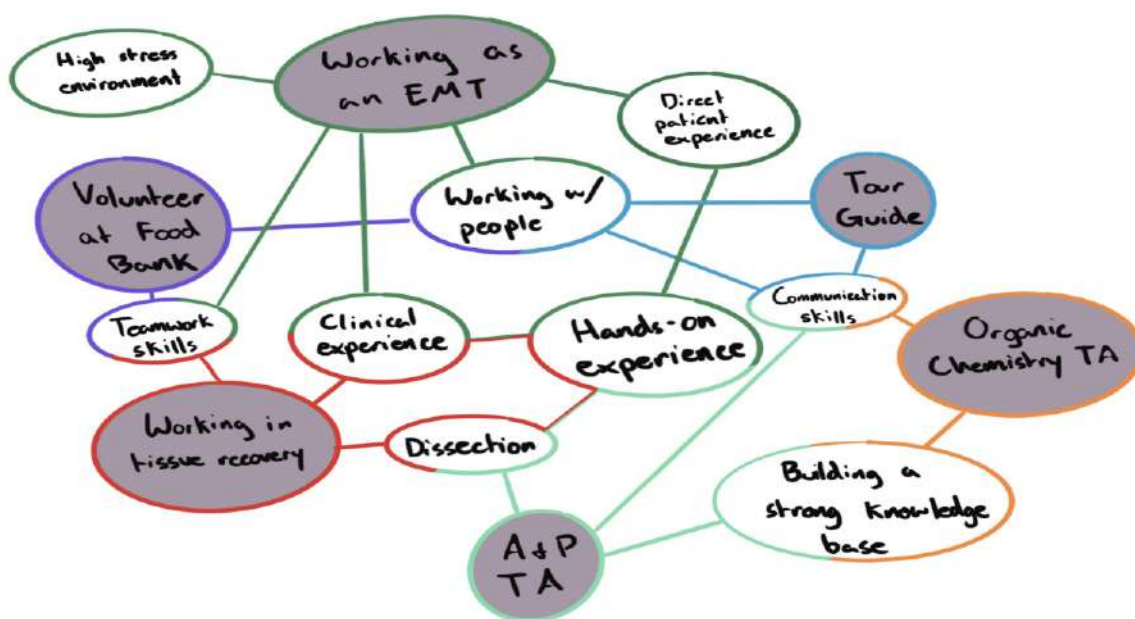 High stress
environment
Working as
an EMT
Direct
patient
experience
Volunteer
at Food
Bank
Working w/
people
Tour
Guide
Teamwork
skills
Clinical
experience
Hands-on
experience
Communication
skills
Organic
Chemistry TA
Working in
tissue recovery
Dissection
Building a
strong knowledge
base
A & P
TA